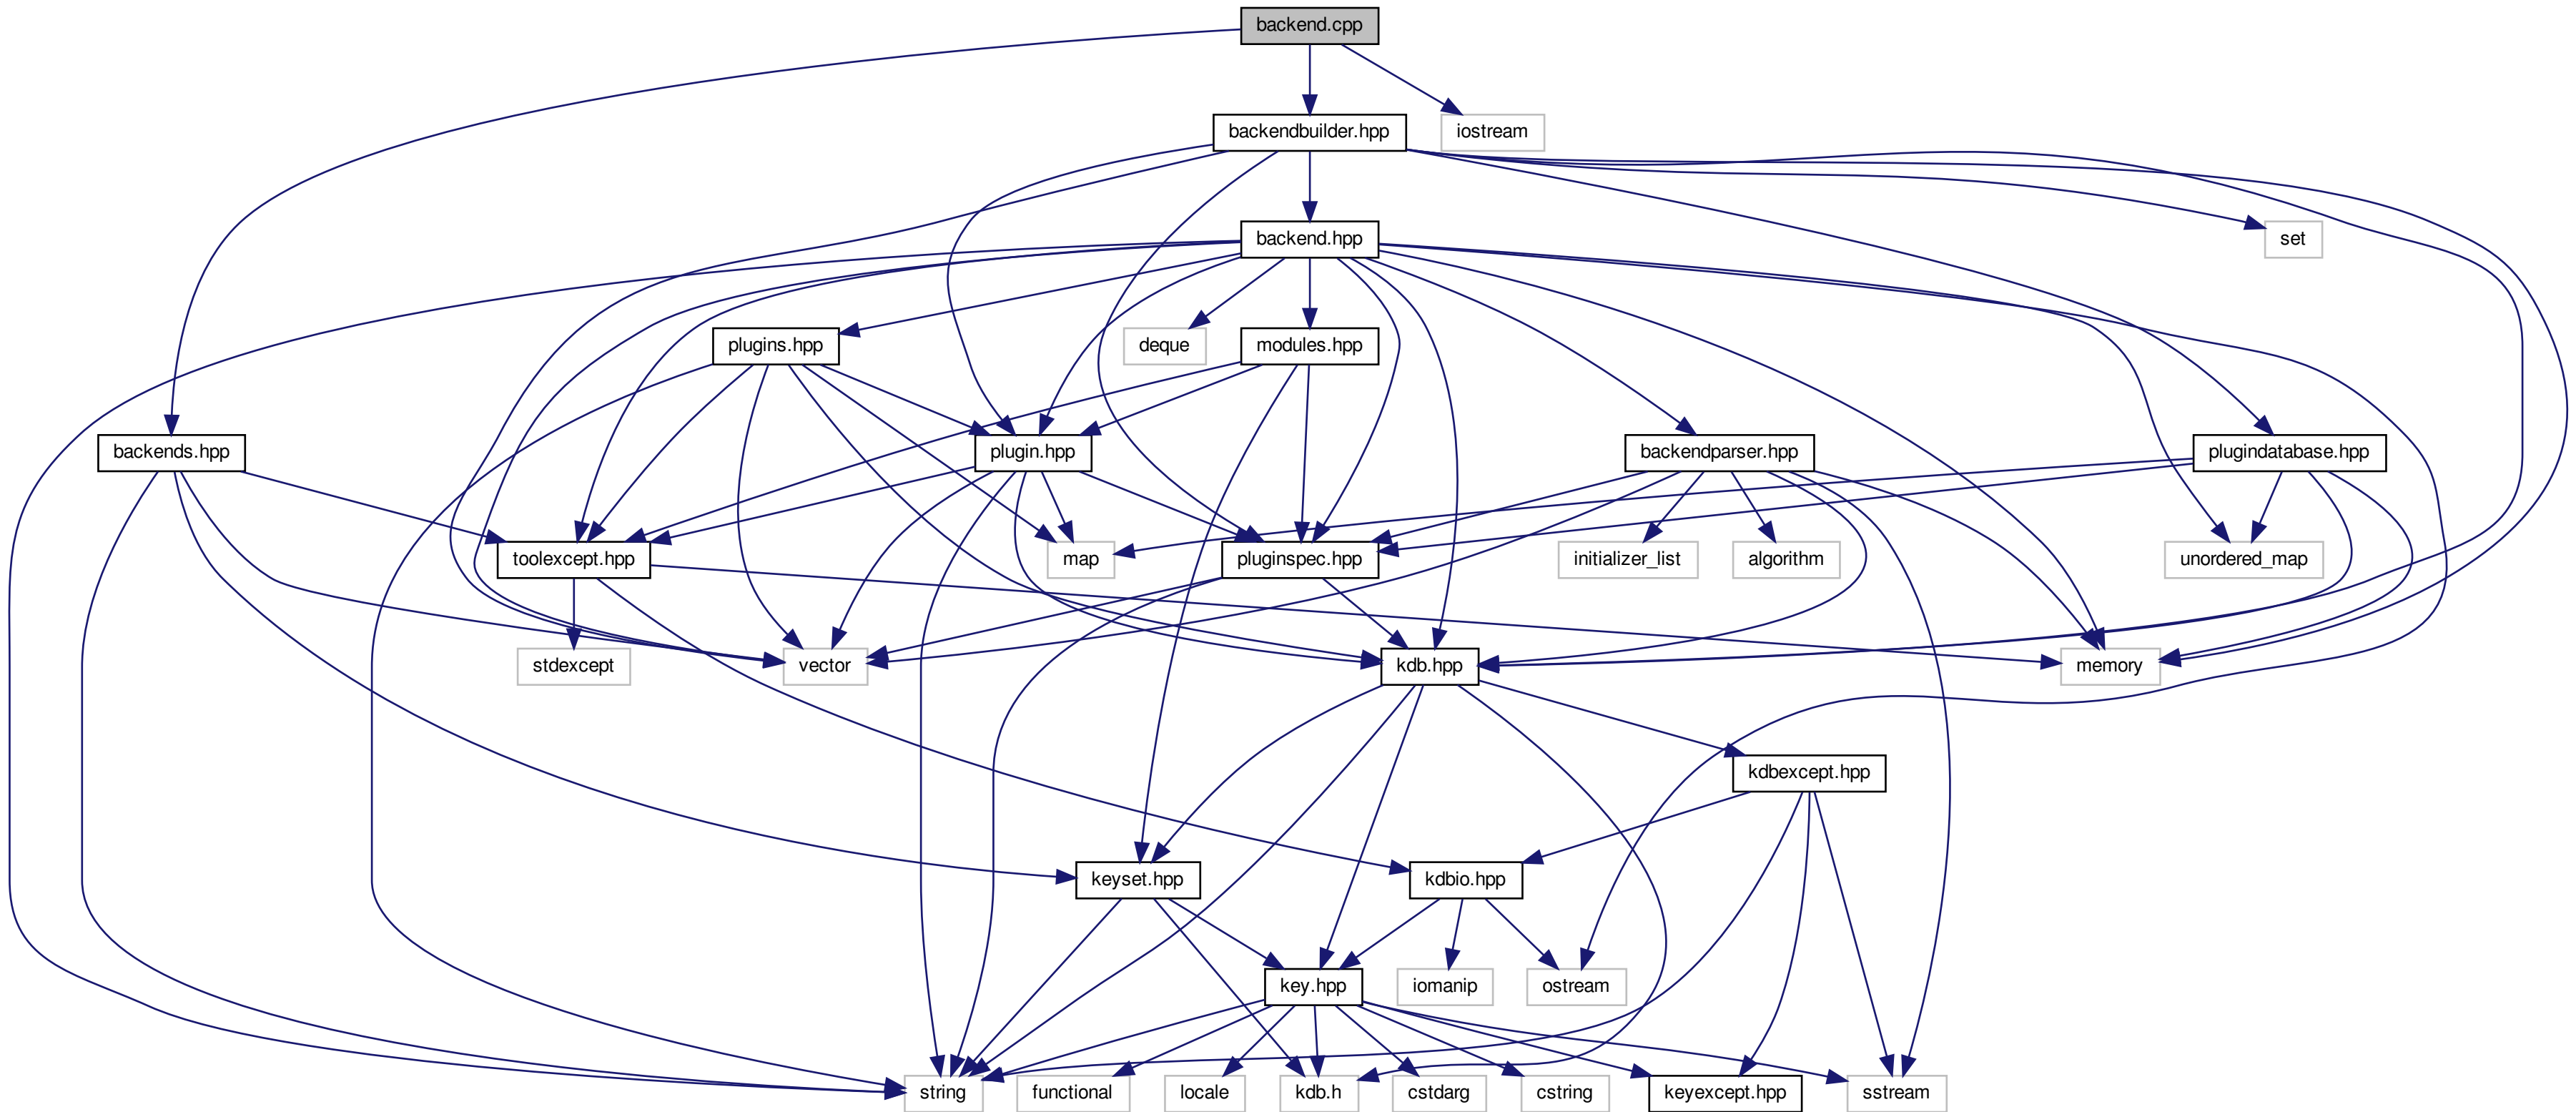 backend.cpp
backendbuilder.hpp
iostream
backend.hpp
set
plugins.hpp
deque
modules.hpp
backends.hpp
plugin.hpp
backendparser.hpp
plugindatabase.hpp
toolexcept.hpp
map
pluginspec.hpp
initializer_list
algorithm
unordered_map
stdexcept
vector
kdb.hpp
memory
kdbexcept.hpp
keyset.hpp
kdbio.hpp
key.hpp
iomanip
ostream
string
functional
locale
kdb.h
cstdarg
cstring
keyexcept.hpp
sstream